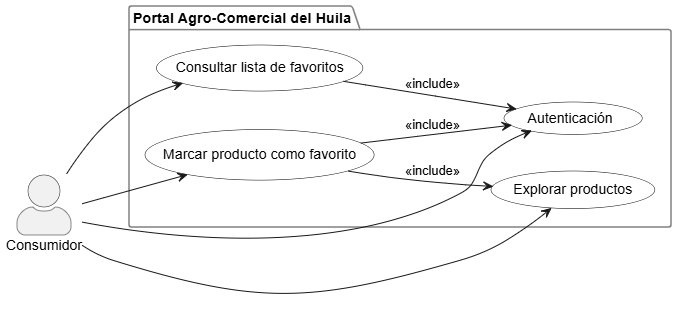 Portal Agro-Comercial del Huila
Consultar lista de favoritos
«include»
Autenticación
«include»
Marcar producto como favorito
«include»
Explorar productos
Consumidor